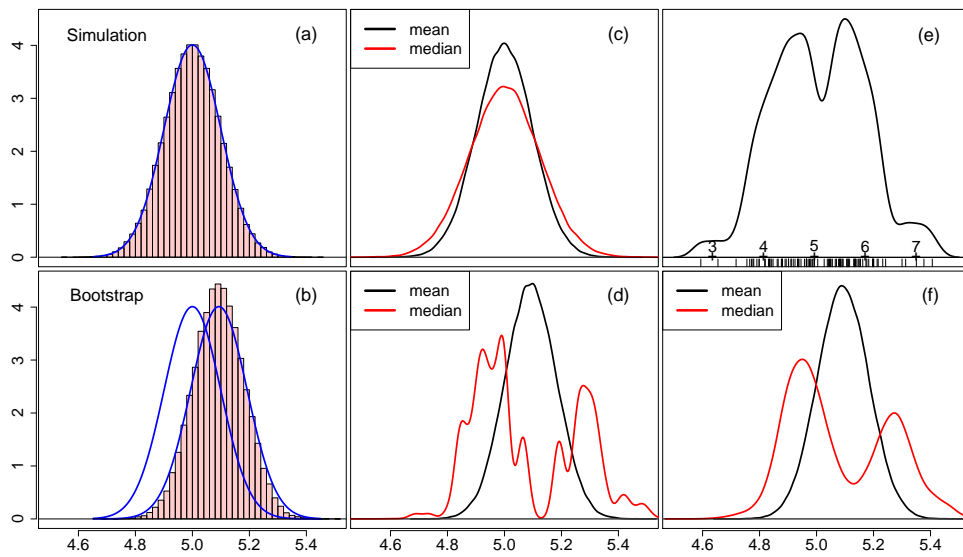 Simulation (a)
mean
median
(c)
(e)
4
3
2
1
0
3 4 5 6 7
Bootstrap (b)
mean
median
(d)
mean
median
(f)
4
3
2
1
0
4.6 4.8 5.0 5.2 5.4
4.6 4.8 5.0 5.2 5.4
4.6 4.8 5.0 5.2 5.4